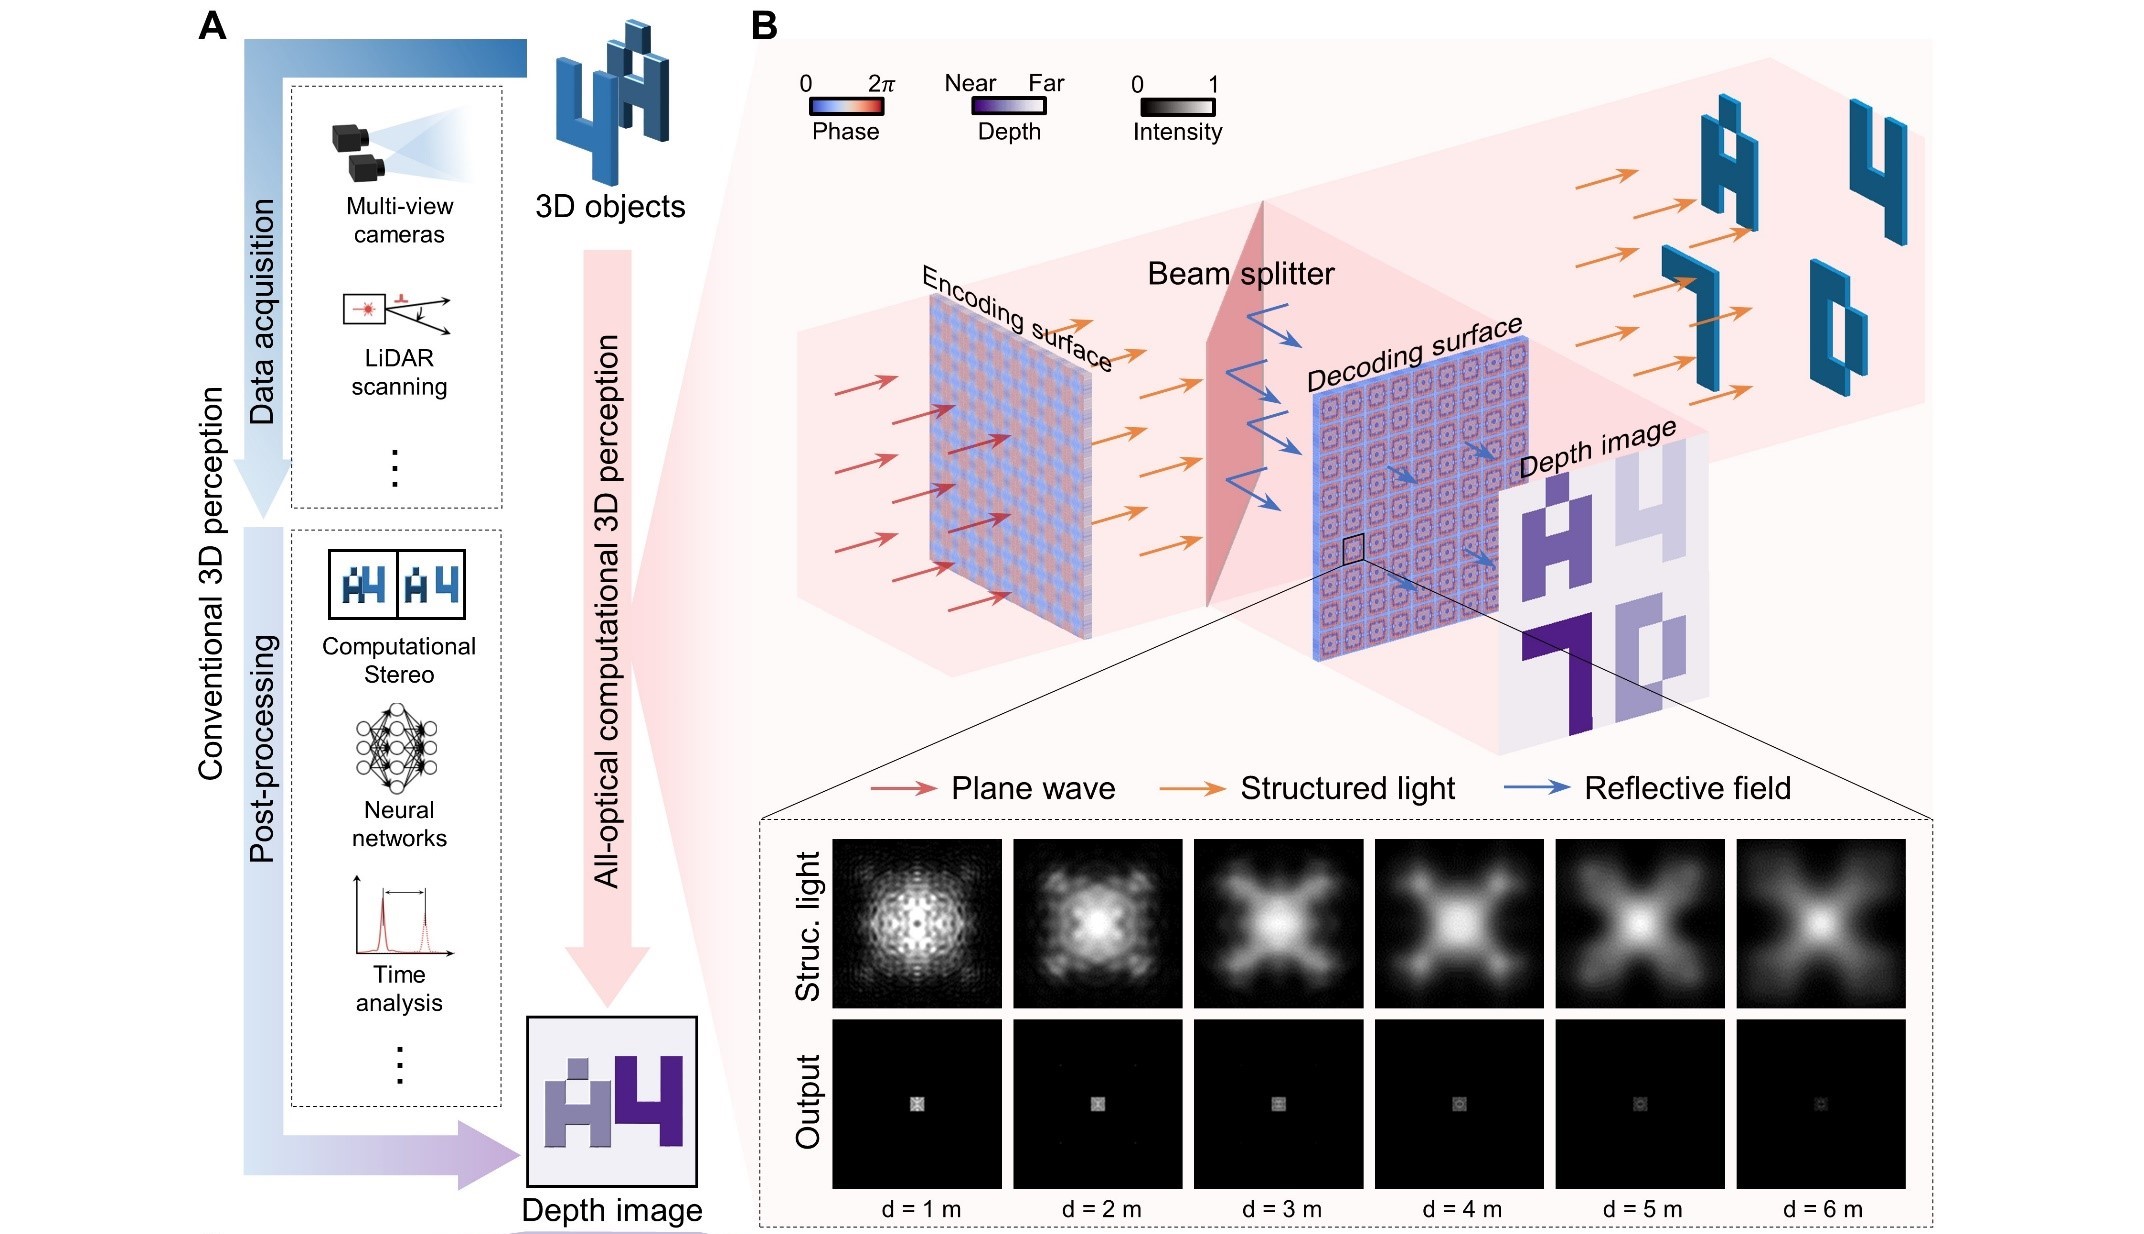 A
Conventional 3D perception
Data acquisition
Multi-view
cameras
LiDAR
scanning
⋮
Post-processing
Computational
Stereo
Neural
networks
Time
analysis
⋮
3D objects
All-optical computational 3D perception
Depth image
B
0 2π
Phase
Near Far
Depth
0 1
Intensity
Encoding surface
Beam splitter
Decoding surface
Depth image
Plane wave
Structured light
Reflective field
Struc. light
Output
d = 1 m
d = 2 m
d = 3 m
d = 4 m
d = 5 m
d = 6 m